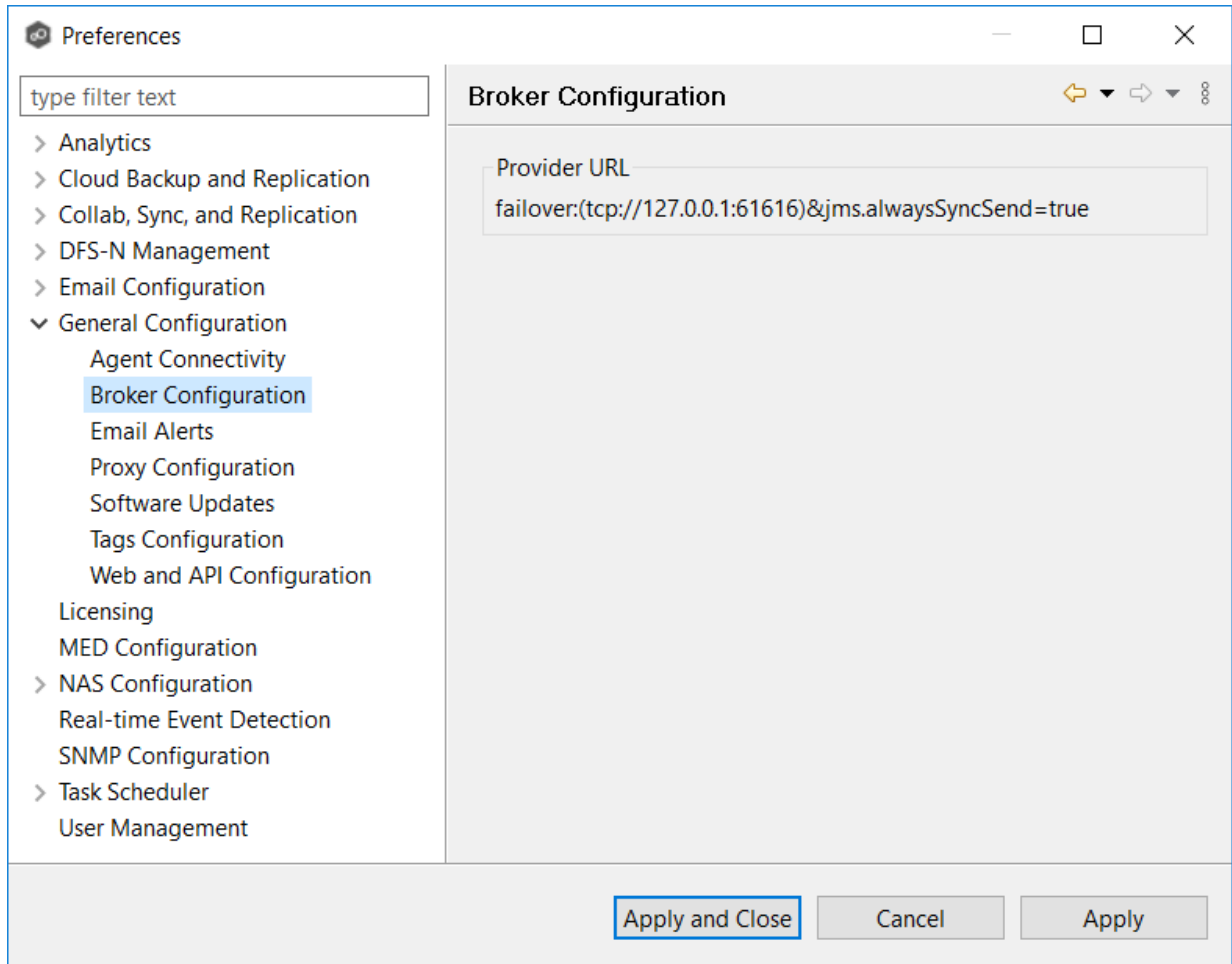 Preferences
type filter text
Analytics
Cloud Backup and Replication
Collab, Sync, and Replication
DFS-N Management
Email Configuration
General Configuration
Agent Connectivity
Broker Configuration
Email Alerts
Proxy Configuration
Software Updates
Tags Configuration
Web and API Configuration
Licensing
MED Configuration
NAS Configuration
Real-time Event Detection
SNMP Configuration
Task Scheduler
User Management
Broker Configuration
Provider URL
failover:(tcp://127.0.0.1:61616)&jms.alwaysSyncSend=true
Apply and Close
Cancel
Apply